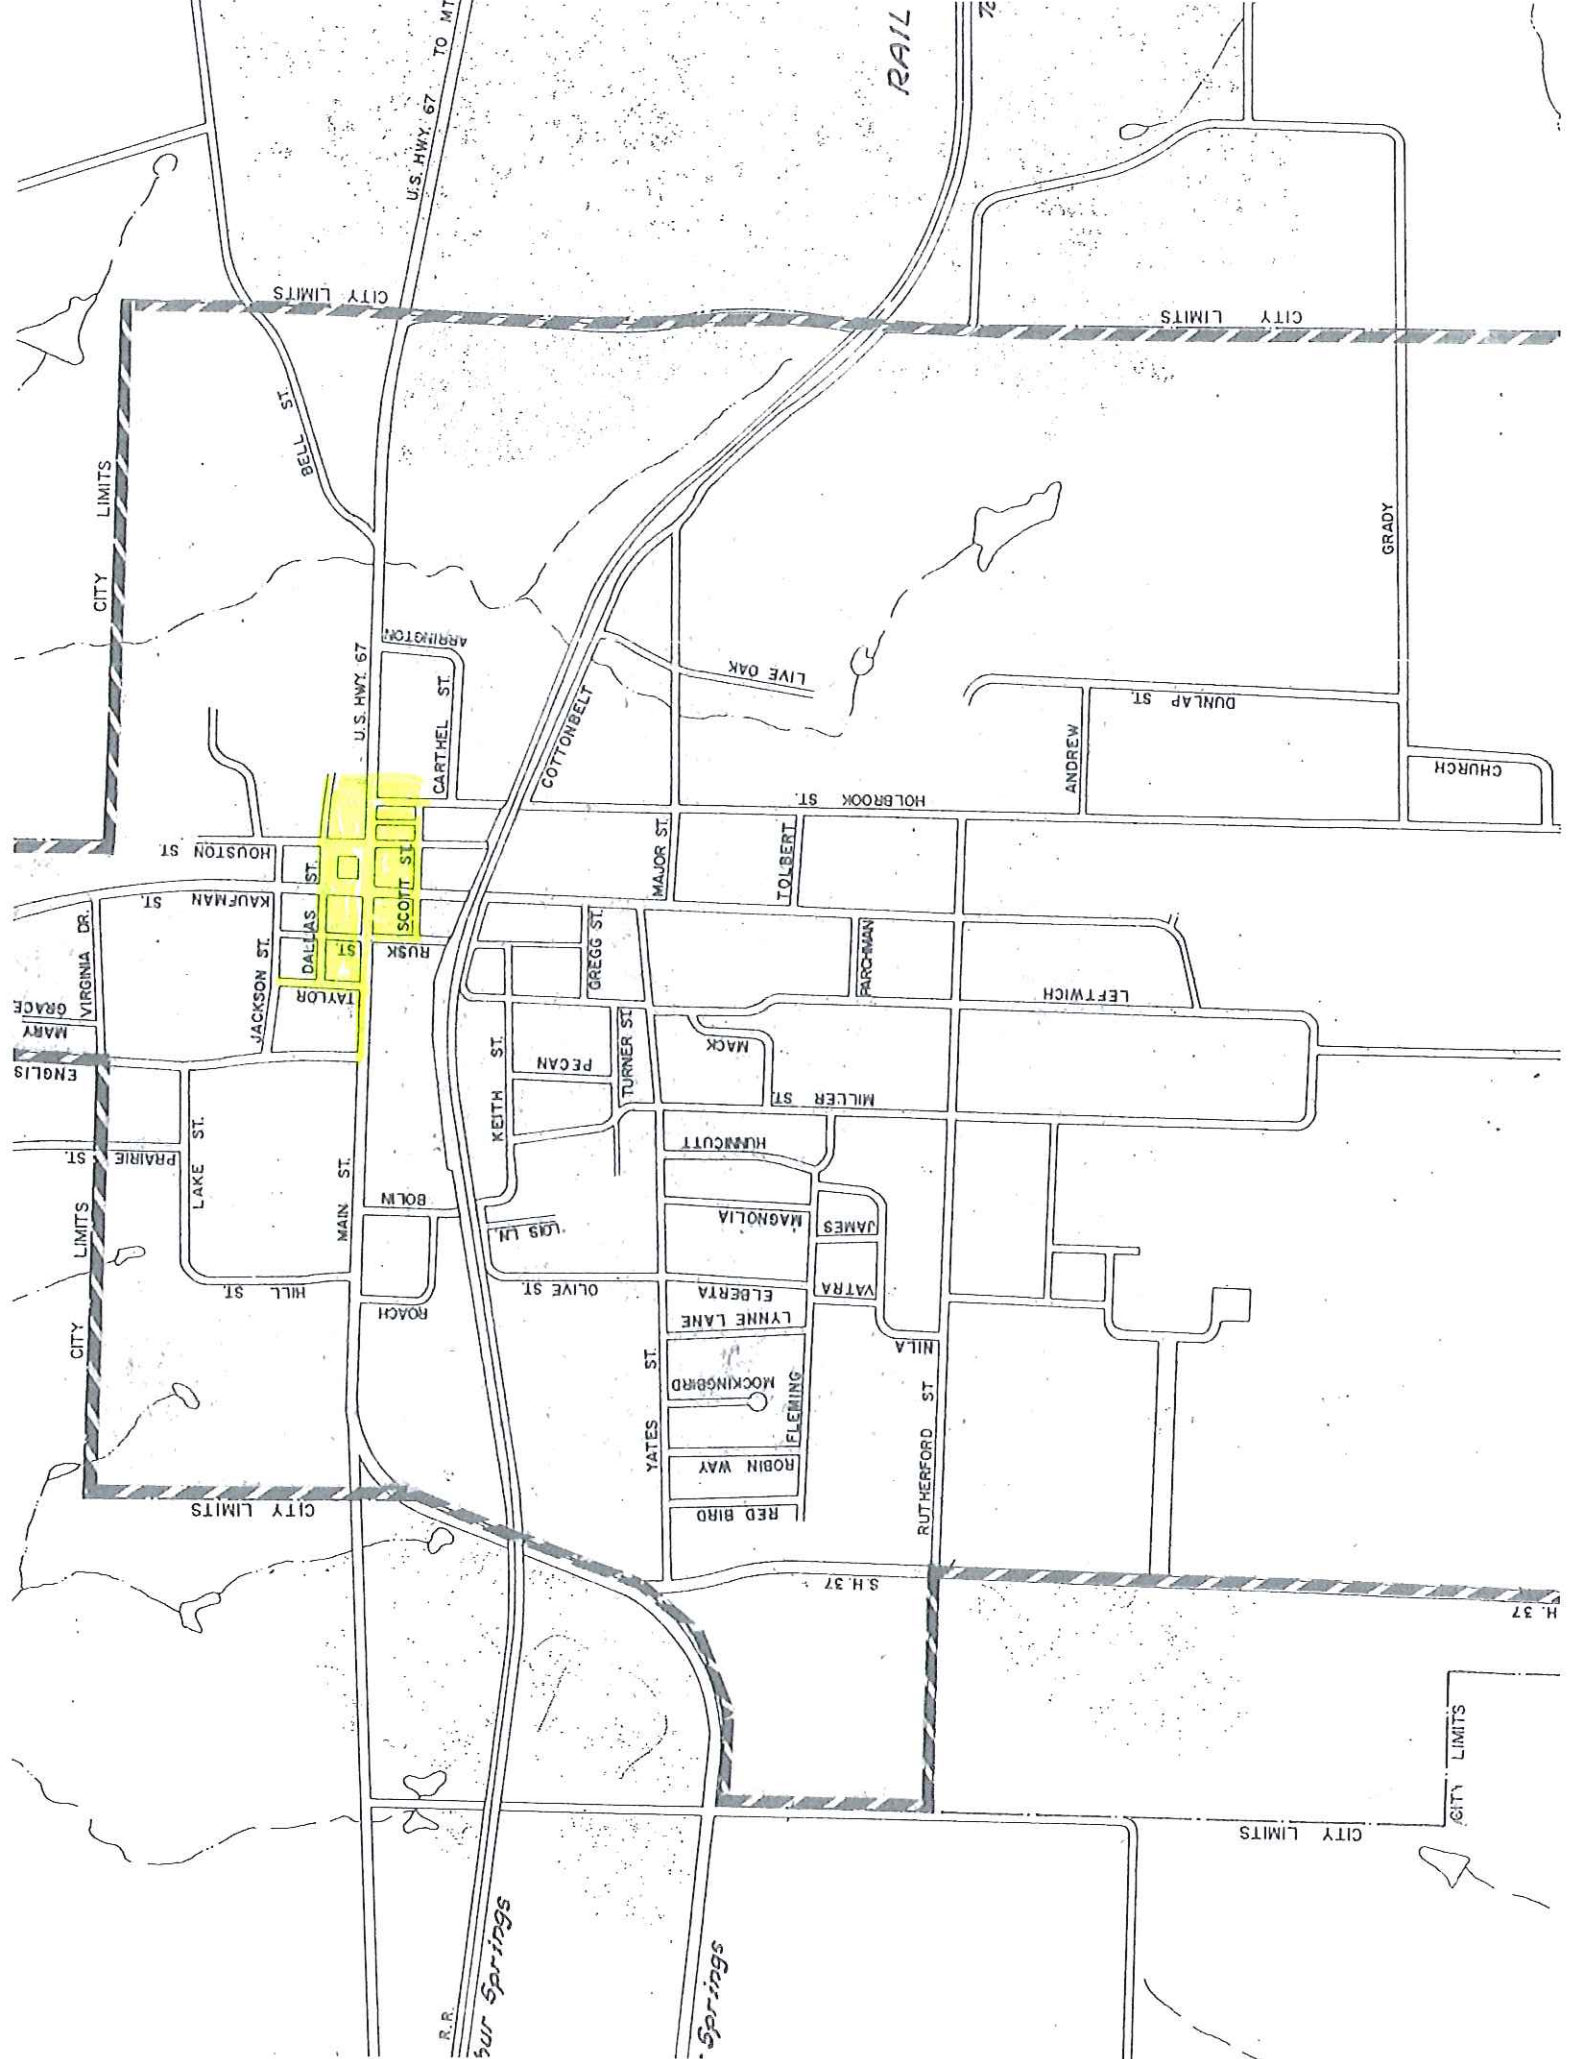 U.S. HWY. 67 TO MT
RAIL
CITY LIMITS
CITY LIMITS
BELL ST.
CITY LIMITS
GRADY
U.S. HWY. 67
ARRINGTON
CARTHEL ST.
COTTONBELT
LIVE OAK
DUNLAP ST.
ANDREW
CHURCH
HOLBROOK ST.
HOUSTON ST.
KAUFMAN ST.
DALLAS ST.
SCOTT ST.
MAJOR ST.
TOLBERT
VIRGINIA DR.
JACKSON ST.
RUSK ST.
TAYLOR
GREGG ST.
PARCHMAN
LEFTWICH
MARY GRACE
ENGLIS
TURNER ST.
MACK
PECAN
KEITH ST.
MILLER ST.
HUNNICUTT
PRAIRIE ST.
LAKE ST.
MAIN ST.
BOLIN
LOIS LN.
MAGNOLIA
JAMES
CITY LIMITS
HILL ST.
ROACH
OLIVE ST.
ELBERTA
VATRA
LYNNE LANE
NILA
MOCKINGBIRD
FLEMING
YATES ST.
RUTHERFORD ST
ROBIN WAY
RED BIRD
CITY LIMITS
S.H. 37
H. 37
CITY LIMITS
CITY LIMITS
R.R.
ur Springs
Springs